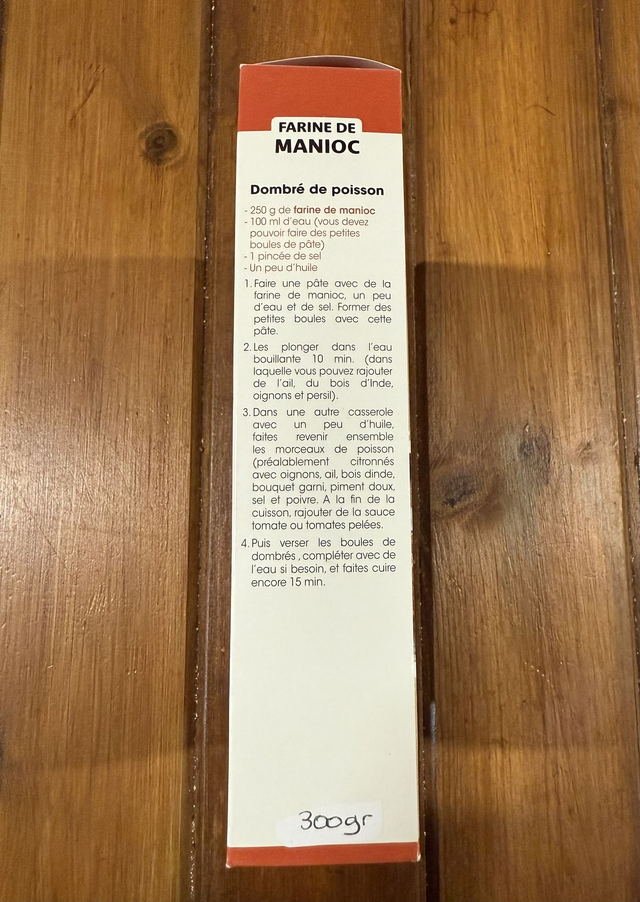 FARINE DE
MANIOC
Dombré de poisson
- 250 g de farine de manioc
- 100 ml d'eau (vous devez
pouvoir faire des petites
boules de pâte)
- 1 pincée de sel
- Un peu d'huile
1. Faire une pâte avec de la
farine de manioc, un peu
d'eau et de sel. Former des
petites boules avec cette
pâte.
2. Les plonger dans l'eau
bouillante 10 min. (dans
laquelle vous pouvez rajouter
de l'ail, du bois d'Inde,
oignons et persil).
3. Dans une autre casserole
avec un peu d'huile,
faites revenir ensemble
les morceaux de poisson
(préalablement citronnés
avec oignons, ail, bois dinde,
bouquet garni, piment doux,
sel et poivre. A la fin de la
cuisson, rajouter de la sauce
tomate ou tomates pelées.
4. Puis verser les boules de
dombrés , compléter avec de
l'eau si besoin, et faites cuire
encore 15 min.
300gr